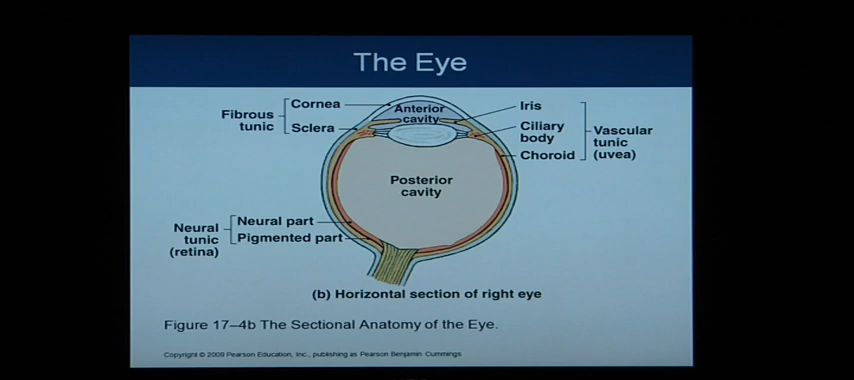 The Eye
Cornea
Anterior
cavity
Iris
Fibrous
tunic
Sclera
Ciliary
body
Vascular
tunic
(uvea)
Choroid
Posterior
cavity
Neural
tunic
(retina)
Neural part
Pigmented part
(b) Horizontal section of right eye
Figure 17–4b The Sectional Anatomy of the Eye.
Copyright © 2009 Pearson Education, Inc., publishing as Pearson Benjamin Cummings